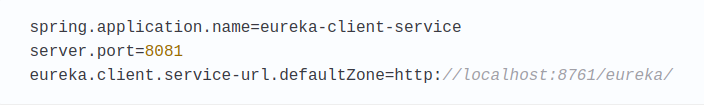 spring.application.name=eureka-client-service
server.port=8081
eureka.client.service-url.defaultZone=http://localhost:8761/eureka/